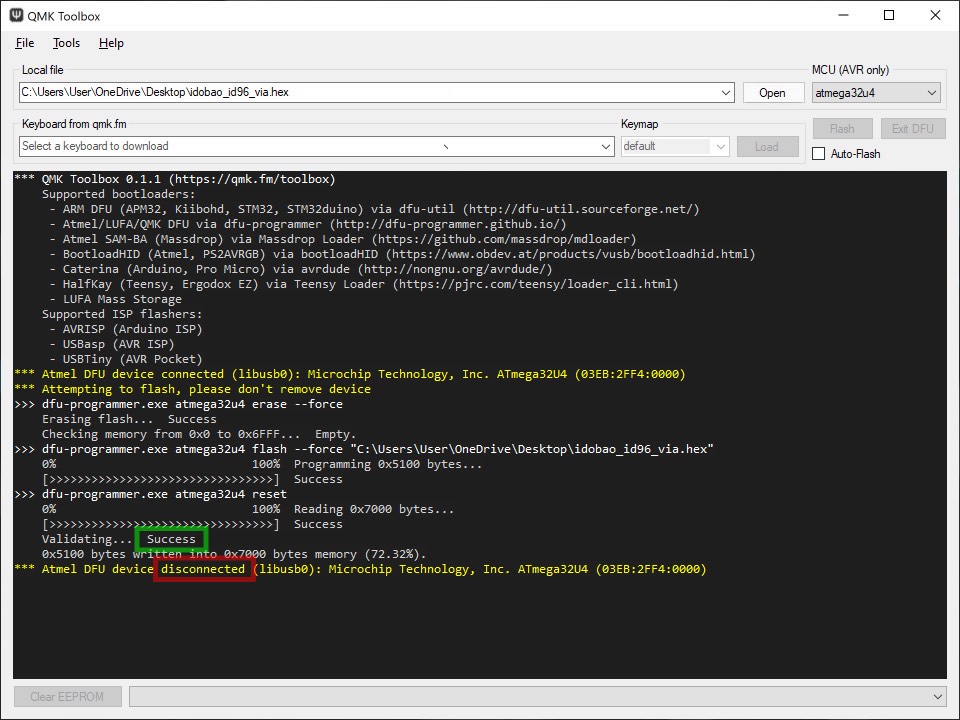 QMK Toolbox
File Tools Help
Local file
MCU (AVR only)
C:\Users\User\OneDrive\Desktop\idobao_id96_via.hex
Open
atmega32u4
Keyboard from qmk.fm
Keymap
Flash
Exit DFU
Select a keyboard to download
default
Load
Auto-Flash
*** QMK Toolbox 0.1.1 (https://qmk.fm/toolbox)
Supported bootloaders:
- ARM DFU (APM32, Kiibohd, STM32, STM32duino) via dfu-util (http://dfu-util.sourceforge.net/)
- Atmel/LUFA/QMK DFU via dfu-programmer (http://dfu-programmer.github.io/)
- Atmel SAM-BA (Massdrop) via Massdrop Loader (https://github.com/massdrop/mdloader)
- BootloadHID (Atmel, PS2AVRGB) via bootloadHID (https://www.obdev.at/products/vusb/bootloadhid.html)
- Caterina (Arduino, Pro Micro) via avrdude (http://nongnu.org/avrdude/)
- HalfKay (Teensy, Ergodox EZ) via Teensy Loader (https://pjrc.com/teensy/loader_cli.html)
- LUFA Mass Storage
Supported ISP flashers:
- AVRISP (Arduino ISP)
- USBasp (AVR ISP)
- USBTiny (AVR Pocket)
*** Atmel DFU device connected (libusb0): Microchip Technology, Inc. ATmega32U4 (03EB:2FF4:0000)
*** Attempting to flash, please don't remove device
>>> dfu-programmer.exe atmega32u4 erase --force
Erasing flash... Success
Checking memory from 0x0 to 0x6FFF... Empty.
>>> dfu-programmer.exe atmega32u4 flash --force "C:\Users\User\OneDrive\Desktop\idobao_id96_via.hex"
0% 100% Programming 0x5100 bytes...
[>>>>>>>>>>>>>>>>>>>>>>>>>>>>>>>>] Success
>>> dfu-programmer.exe atmega32u4 reset
0% 100% Reading 0x7000 bytes...
[>>>>>>>>>>>>>>>>>>>>>>>>>>>>>>>>] Success
Validating... Success
0x5100 bytes written into 0x7000 bytes memory (72.32%).
*** Atmel DFU device disconnected (libusb0): Microchip Technology, Inc. ATmega32U4 (03EB:2FF4:0000)
Clear EEPROM